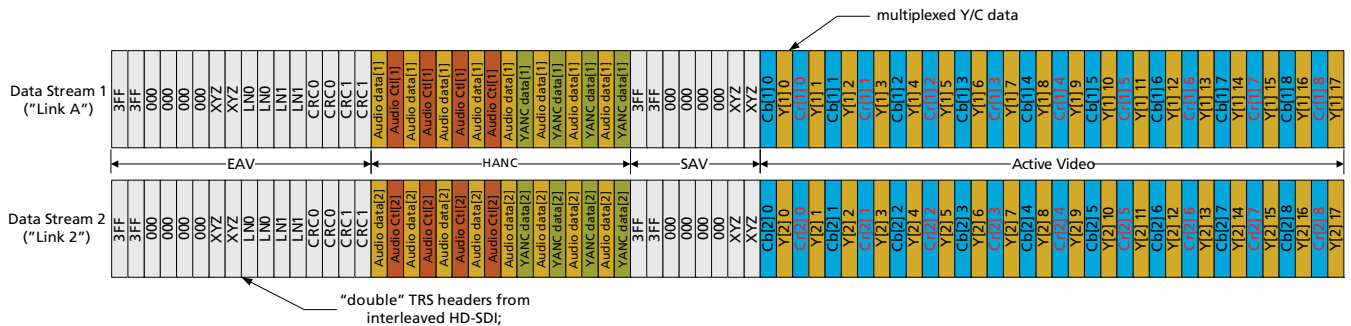 multiplexed Y/C data
Data Stream 1
("Link A")
3FF
3FF
000
000
000
000
XYZ
XYZ
LN0
LN0
LN1
LN1
CRC0
CRC0
CRC1
CRC1
Audio data[1]
Audio Ctl[1]
Audio data[1]
Audio Ctl[1]
Audio data[1]
Audio Ctl[1]
Audio data[1]
Audio Ctl[1]
Audio data[1]
YANC data[1]
Audio data[1]
YANC data[1]
Audio data[1]
YANC data[1]
Audio data[1]
YANC data[1]
3FF
3FF
000
000
000
000
XYZ
XYZ
Cb[1] 0
Y[1] 0
Cr[1] 0
Y[1] 1
Cb[1] 1
Y[1] 2
Cr[1] 1
Y[1] 3
Cb[1] 2
Y[1] 4
Cr[1] 2
Y[1] 5
Cb[1] 3
Y[1] 6
Cr[1] 3
Y[1] 7
Cb[1] 4
Y[1] 8
Cr[1] 4
Y[1] 9
Cb[1] 5
Y[1] 10
Cr[1] 5
Y[1] 11
Cb[1] 6
Y[1] 12
Cr[1] 6
Y[1] 13
Cb[1] 7
Y[1] 14
Cr[1] 7
Y[1] 15
Cb[1] 8
Y[1] 16
Cr[1] 8
Y[1] 17
EAV
HANC
SAV
Active Video
Data Stream 2
("Link 2")
3FF
3FF
000
000
000
000
XYZ
XYZ
LN0
LN0
LN1
LN1
CRC0
CRC0
CRC1
CRC1
Audio data[2]
Audio Ctl[2]
Audio data[2]
Audio Ctl[2]
Audio data[2]
Audio Ctl[2]
Audio data[2]
Audio Ctl[2]
Audio data[2]
YANC data[2]
Audio data[2]
YANC data[2]
Audio data[2]
YANC data[2]
Audio data[2]
YANC data[2]
3FF
3FF
000
000
000
000
XYZ
XYZ
Cb[2] 0
Y[2] 0
Cr[2] 0
Y[2] 1
Cb[2] 1
Y[2] 2
Cr[2] 1
Y[2] 3
Cb[2] 2
Y[2] 4
Cr[2] 2
Y[2] 5
Cb[2] 3
Y[2] 6
Cr[2] 3
Y[2] 7
Cb[2] 4
Y[2] 8
Cr[2] 4
Y[2] 9
Cb[2] 5
Y[2] 10
Cr[2] 5
Y[2] 11
Cb[2] 6
Y[2] 12
Cr[2] 6
Y[2] 13
Cb[2] 7
Y[2] 14
Cr[2] 7
Y[2] 15
Cb[2] 8
Y[2] 16
Cr[2] 8
Y[2] 17
"double" TRS headers from
interleaved HD-SDI;